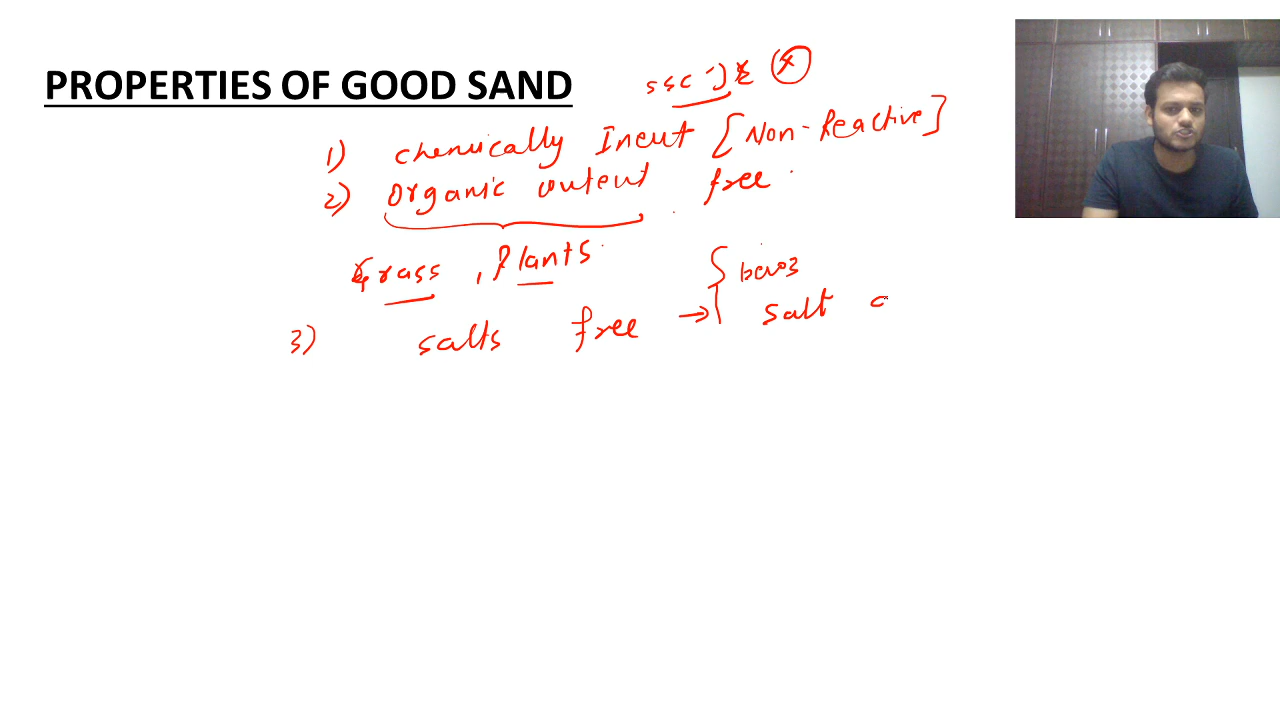 PROPERTIES OF GOOD SAND
SSC JE
1) chemically Inert [Non-Reactive]
2) organic content free.
Grass, Plants.
3) salts free → salt